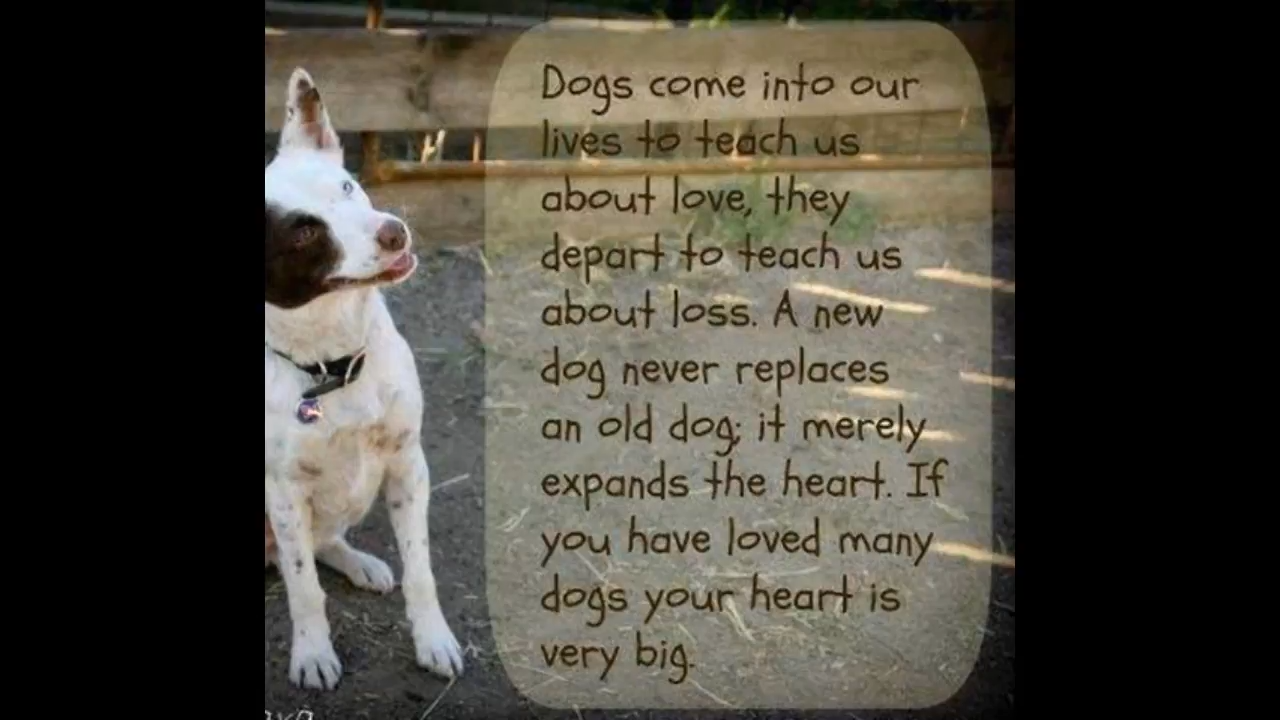 Dogs come into our
lives to teach us
about love, they
depart to teach us
about loss. A new
dog never replaces
an old dog; it merely
expands the heart. If
you have loved many
dogs your heart is
very big.